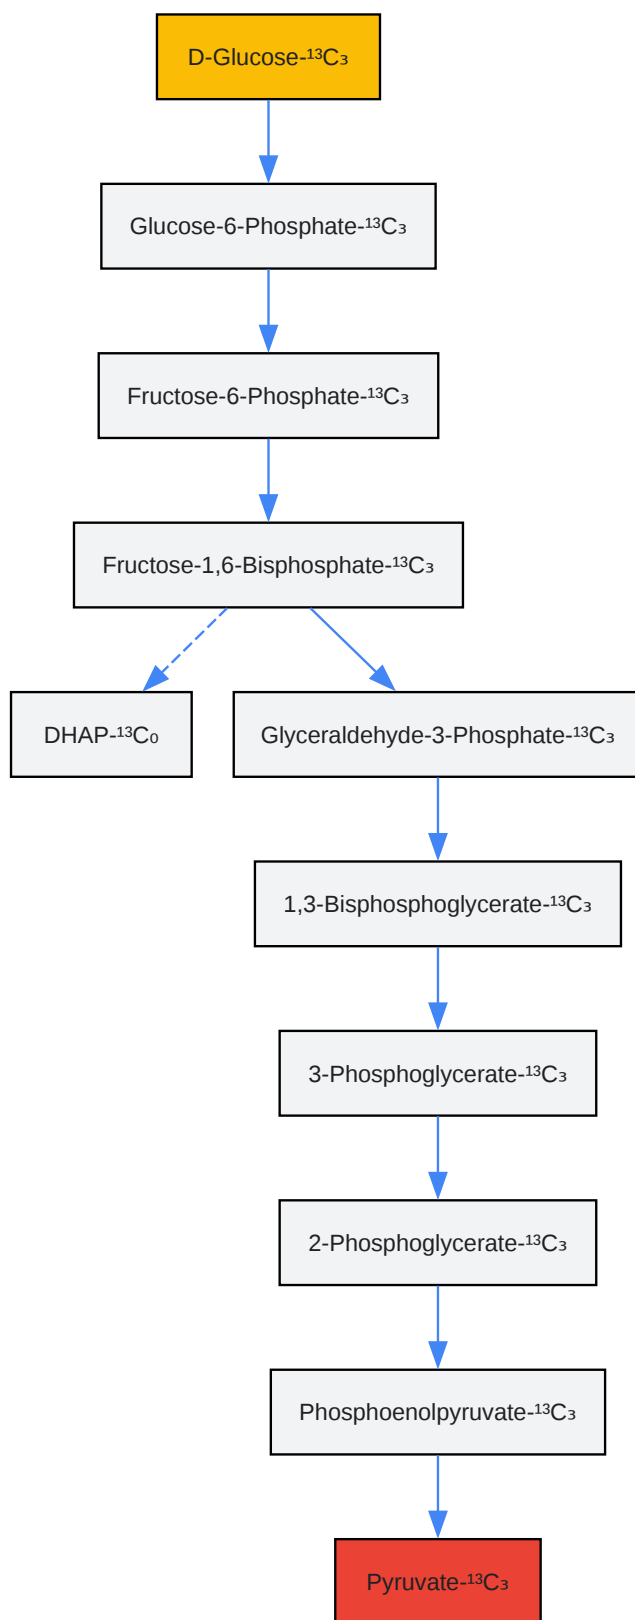 D-Glucose-¹³C₃
Glucose-6-Phosphate-¹³C₃
Fructose-6-Phosphate-¹³C₃
Fructose-1,6-Bisphosphate-¹³C₃
DHAP-¹³C₀
Glyceraldehyde-3-Phosphate-¹³C₃
1,3-Bisphosphoglycerate-¹³C₃
3-Phosphoglycerate-¹³C₃
2-Phosphoglycerate-¹³C₃
Phosphoenolpyruvate-¹³C₃
Pyruvate-¹³C₃